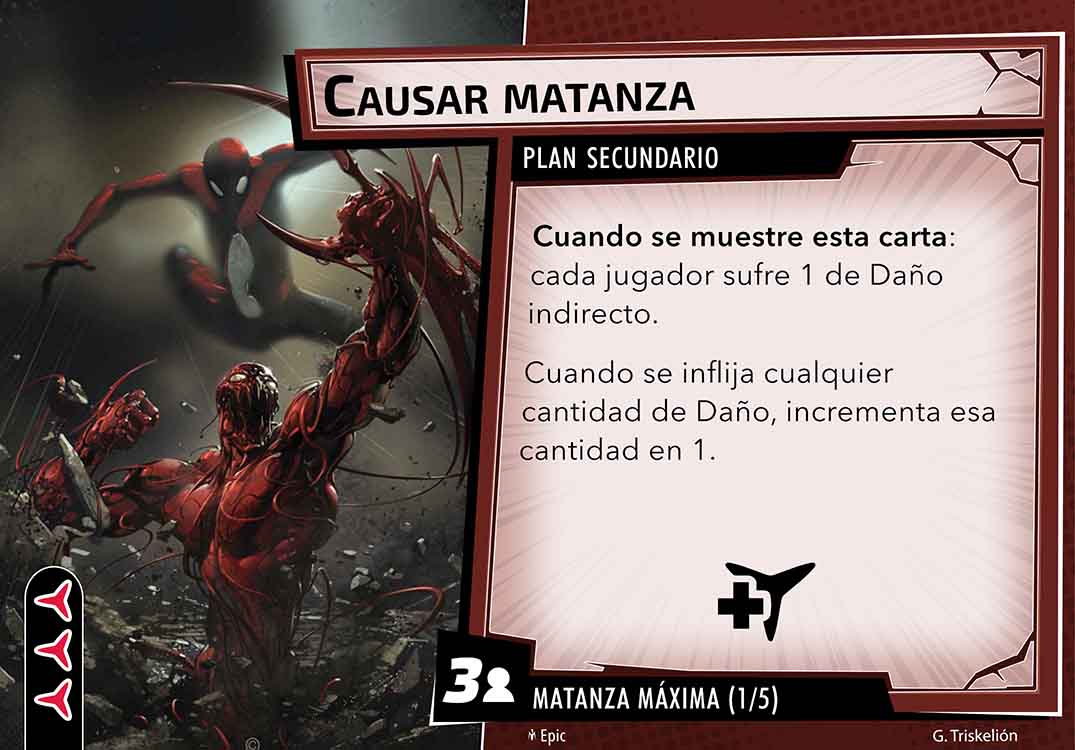 CAUSAR MATANZA
PLAN SECUNDARIO
Cuando se muestre esta carta:
cada jugador sufre 1 de Daño
indirecto.
Cuando se inflija cualquier
cantidad de Daño, incrementa esa
cantidad en 1.
3
MATANZA MÁXIMA (1/5)
©
Epic
G. Triskelión